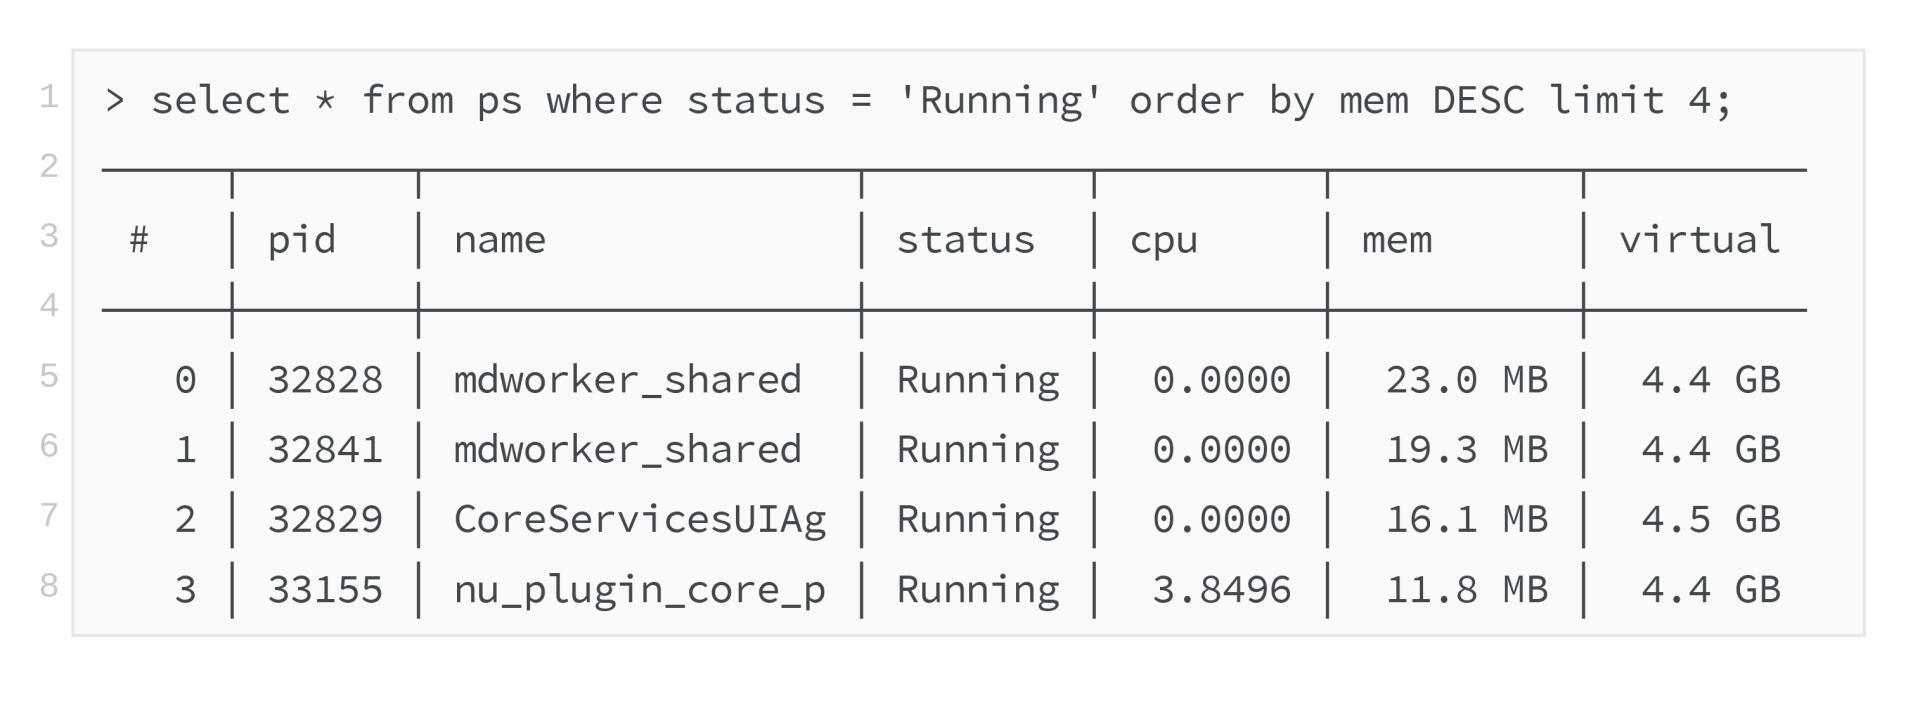 1 > select * from ps where status = 'Running' order by mem DESC limit 4;
2
3 # pid name status cpu mem virtual
4
5 0 32828 mdworker_shared Running 0.0000 23.0 MB 4.4 GB
6 1 32841 mdworker_shared Running 0.0000 19.3 MB 4.4 GB
7 2 32829 CoreServicesUIAg Running 0.0000 16.1 MB 4.5 GB
8 3 33155 nu_plugin_core_p Running 3.8496 11.8 MB 4.4 GB